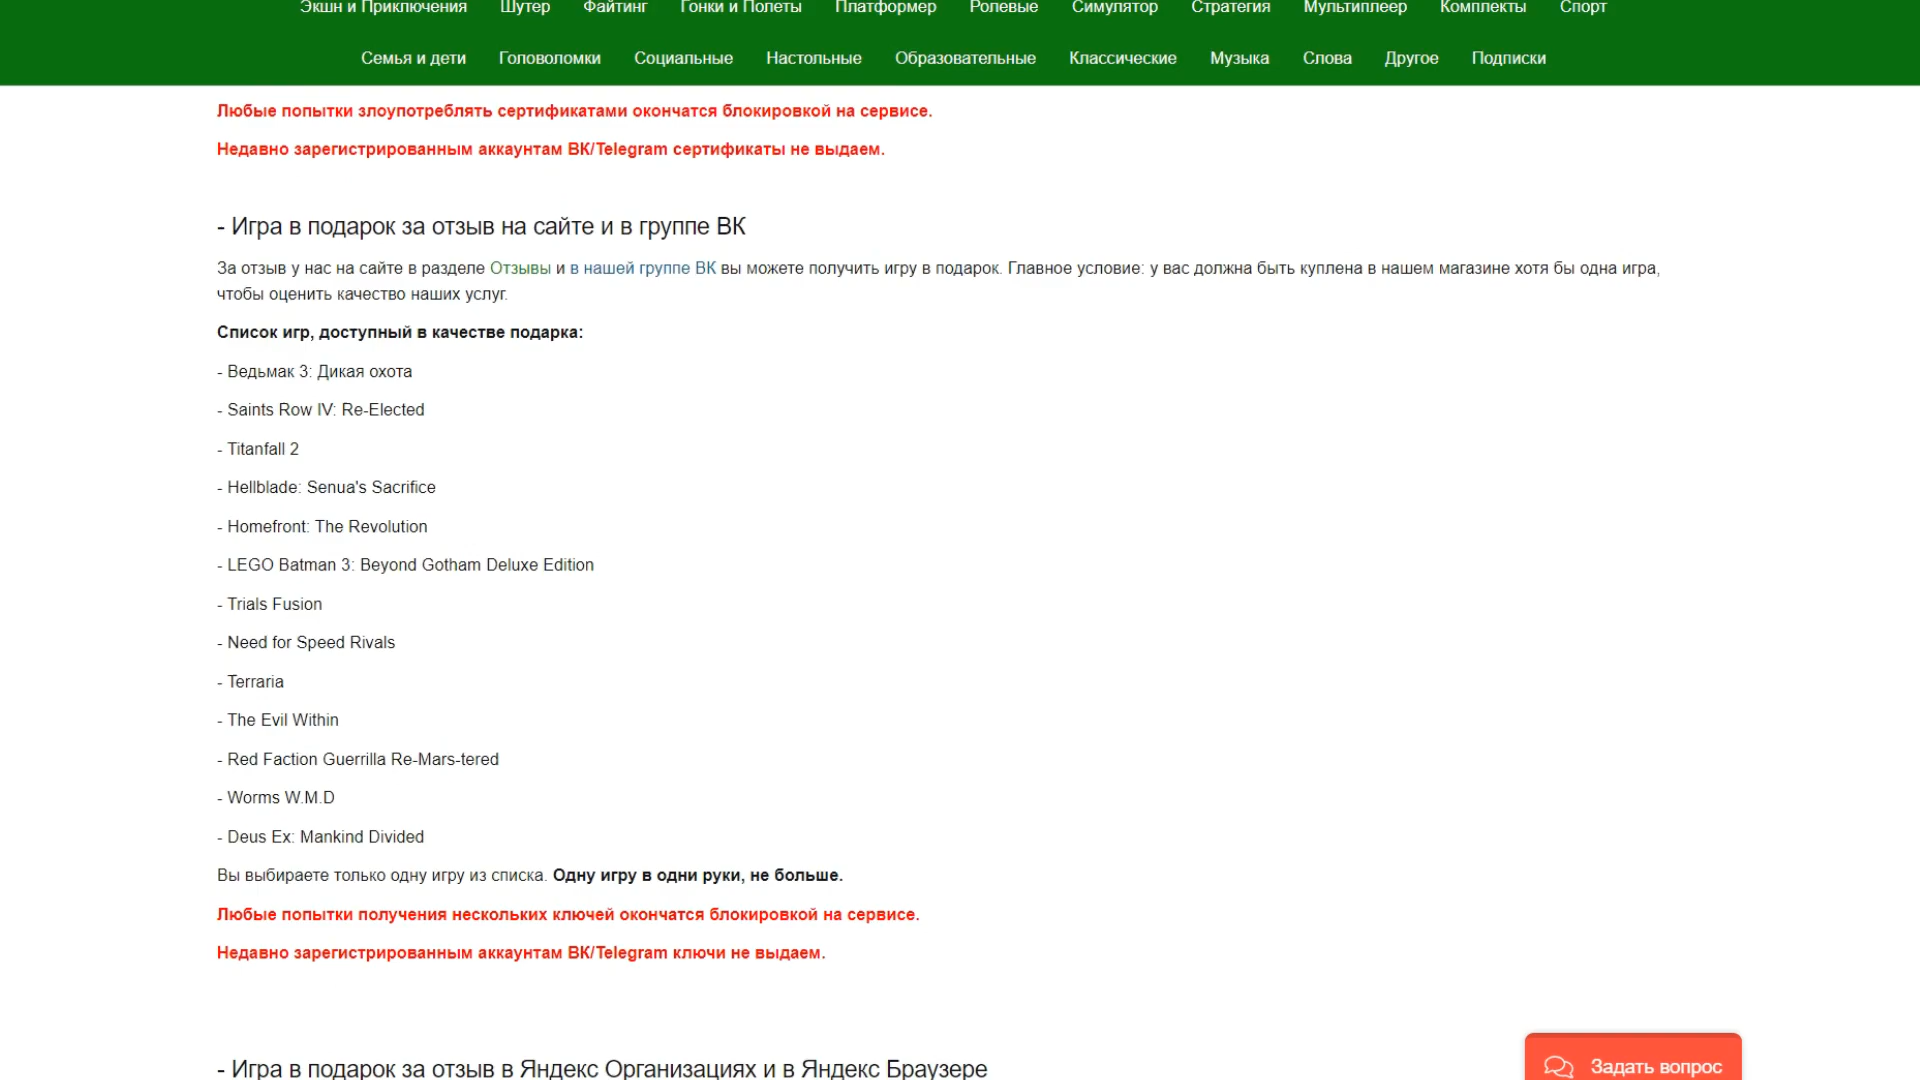 Экшн и Приключения Шутер Файтинг Гонки и Полеты Платформер Ролевые Симулятор Стратегия Мультиплеер Комплекты Спорт
Семья и дети Головоломки Социальные Настольные Образовательные Классические Музыка Слова Другое Подписки
Любые попытки злоупотреблять сертификатами окончатся блокировкой на сервисе.
Недавно зарегистрированным аккаунтам ВК/Telegram сертификаты не выдаем.
- Игра в подарок за отзыв на сайте и в группе ВК
За отзыв у нас на сайте в разделе Отзывы и в нашей группе ВК вы можете получить игру в подарок. Главное условие: у вас должна быть куплена в нашем магазине хотя бы одна игра,
чтобы оценить качество наших услуг.
Список игр, доступный в качестве подарка:
- Ведьмак 3: Дикая охота
- Saints Row IV: Re-Elected
- Titanfall 2
- Hellblade: Senua's Sacrifice
- Homefront: The Revolution
- LEGO Batman 3: Beyond Gotham Deluxe Edition
- Trials Fusion
- Need for Speed Rivals
- Terraria
- The Evil Within
- Red Faction Guerrilla Re-Mars-tered
- Worms W.M.D
- Deus Ex: Mankind Divided
Вы выбираете только одну игру из списка. Одну игру в одни руки, не больше.
Любые попытки получения нескольких ключей окончатся блокировкой на сервисе.
Недавно зарегистрированным аккаунтам ВК/Telegram ключи не выдаем.
- Игра в подарок за отзыв в Яндекс Организациях и в Яндекс Браузере
Задать вопрос